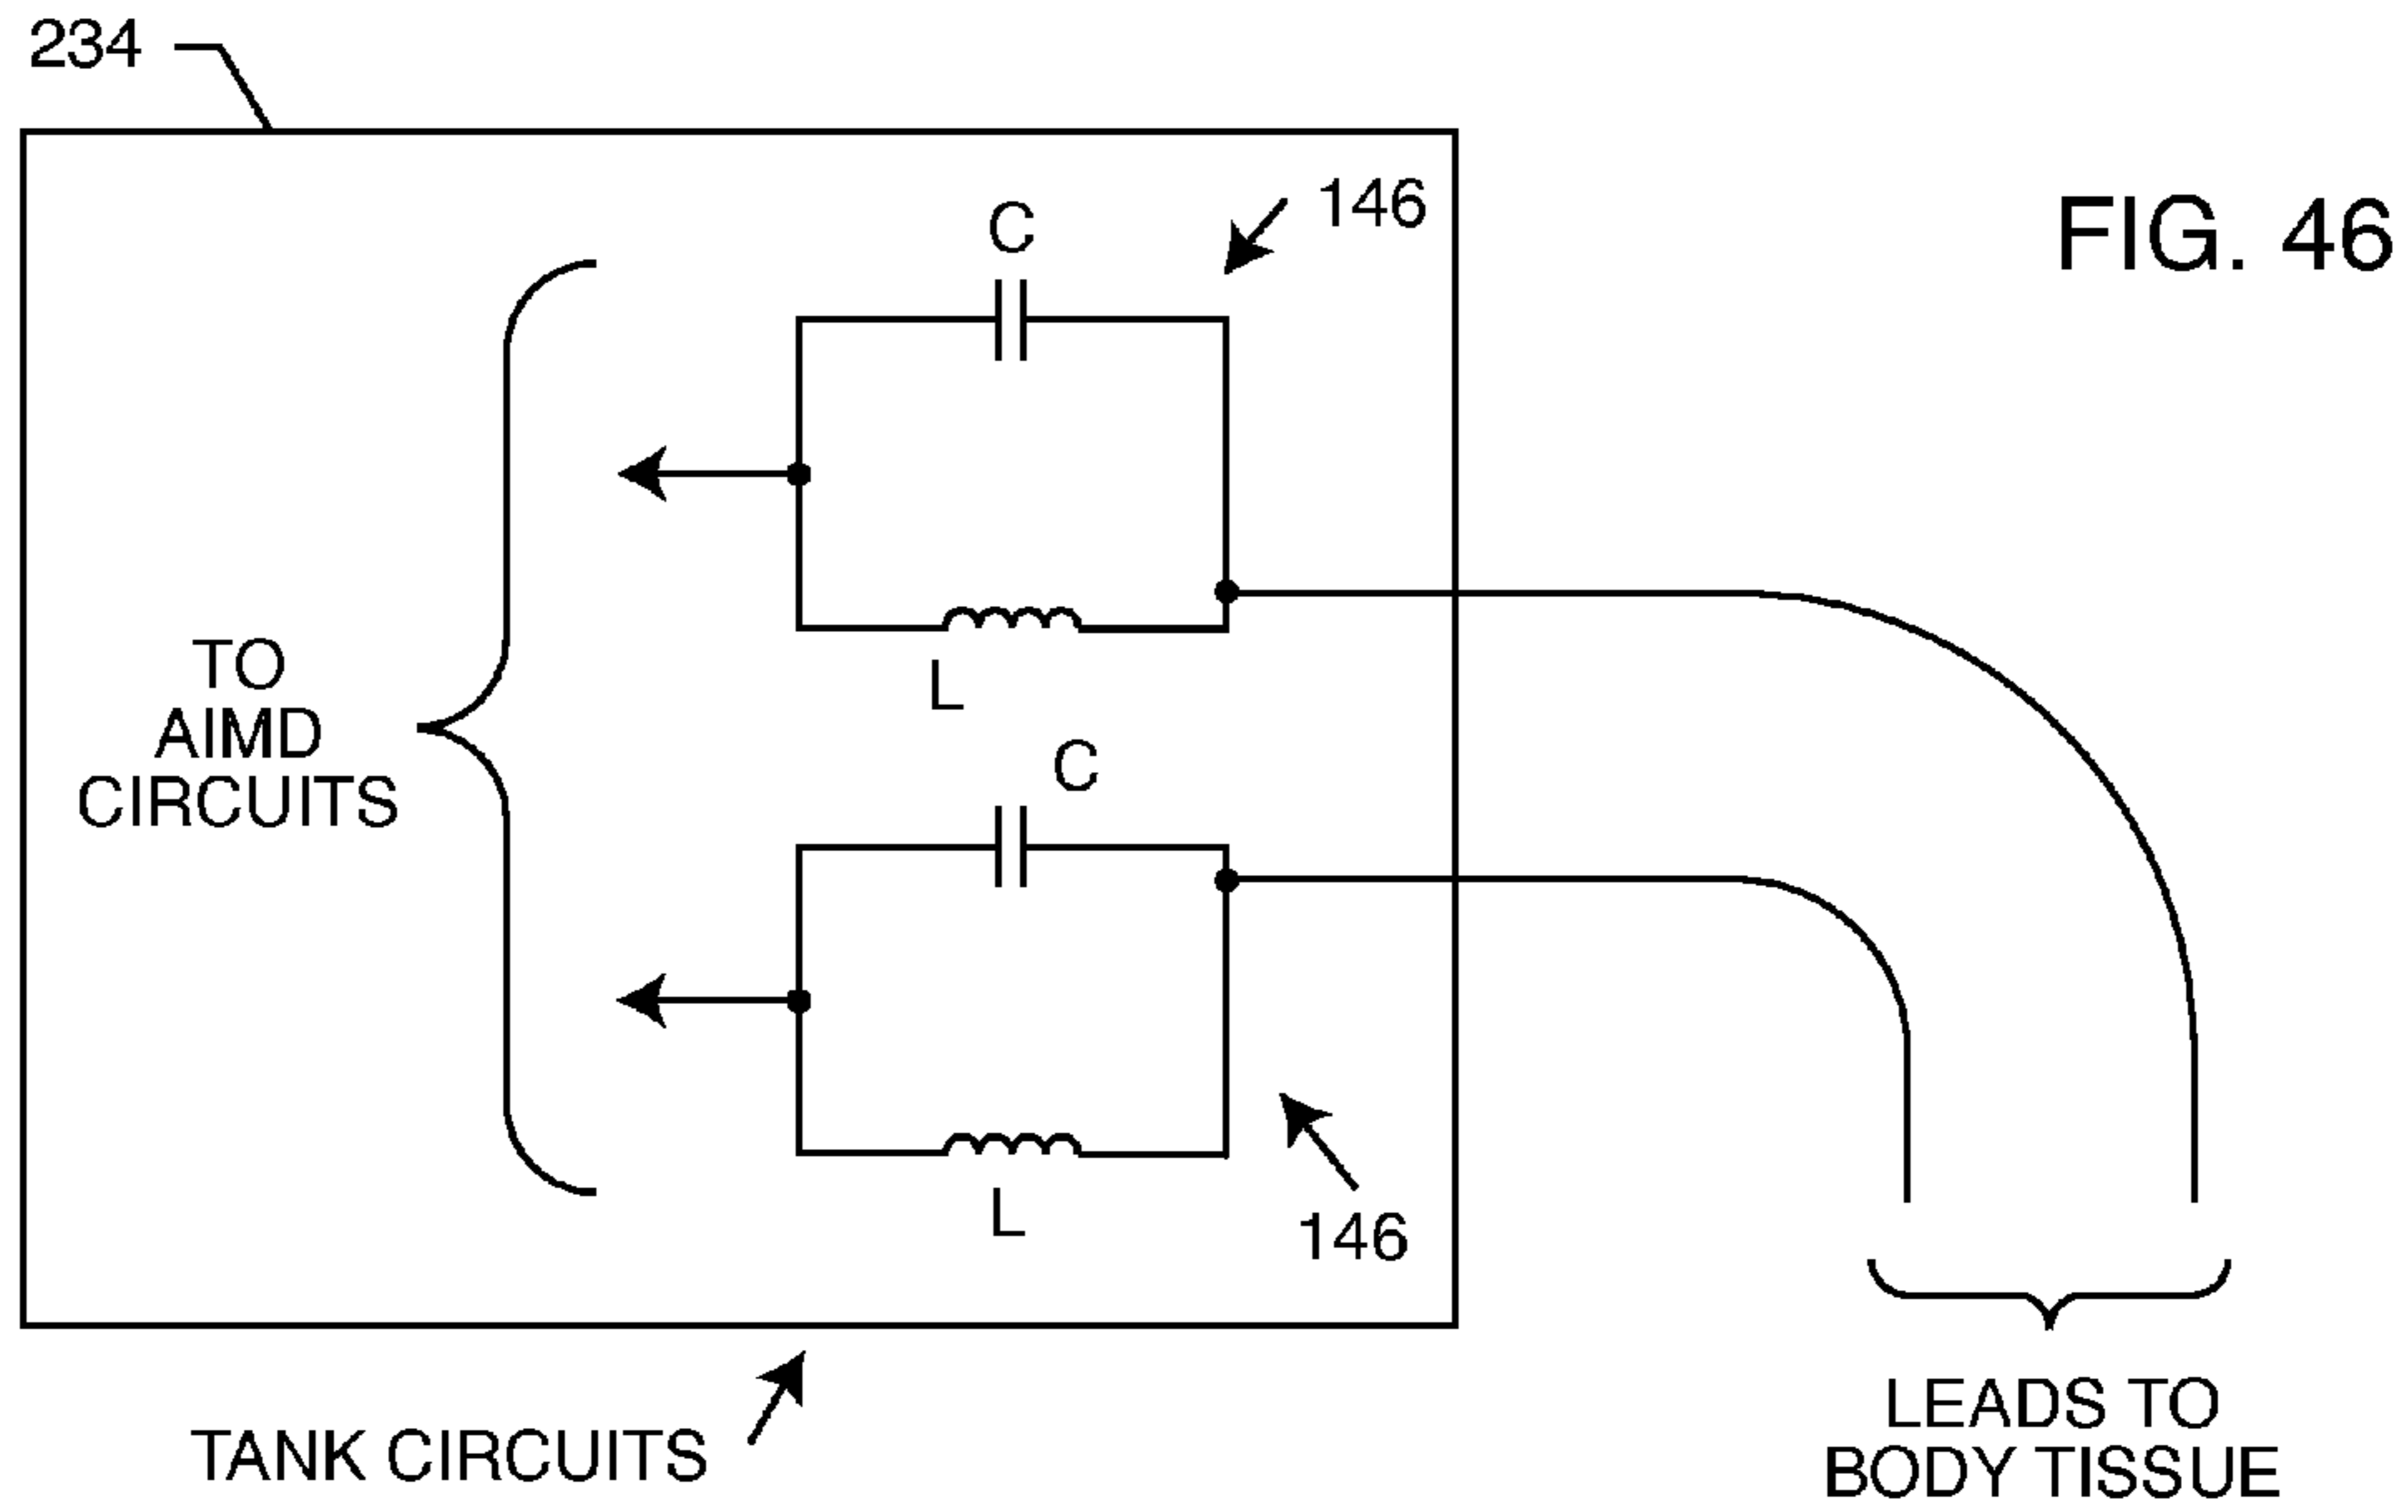 234
146
C
FIG. 46
TO
AIMD
CIRCUITS
L
C
L
146
TANK CIRCUITS
LEADS TO
BODY TISSUE